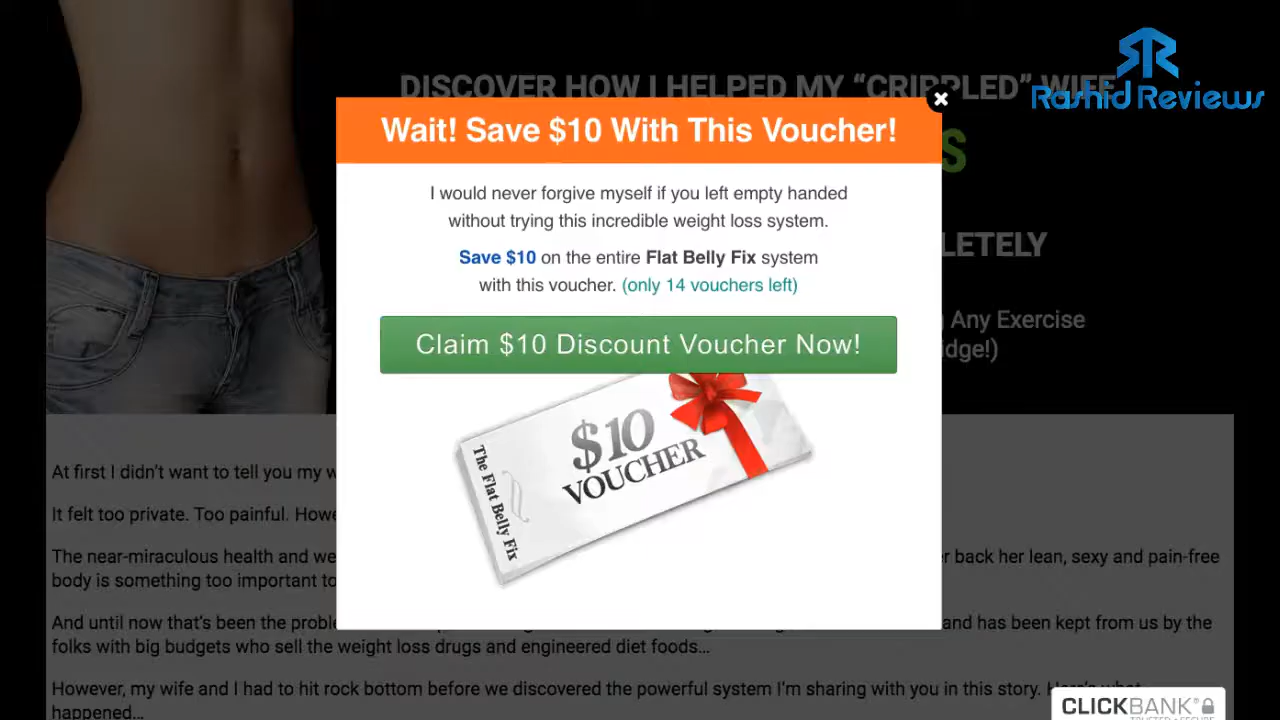 DISCOVER HOW I HELPED MY “CRIPPLED” WIFE
Rashid Reviews
Wait! Save $10 With This Voucher!
I would never forgive myself if you left empty handed
without trying this incredible weight loss system.
Save $10 on the entire Flat Belly Fix system
with this voucher. (only 14 vouchers left)
Claim $10 Discount Voucher Now!
$10
VOUCHER
The Flat Belly Fix
Any Exercise
At first I didn’t want to tell you my
It felt too private. Too painful.
The near-miraculous health and back her lean, sexy and pain-free
body is something too important to
And until now that’s been the and has been kept from us by the
folks with big budgets who sell the weight loss drugs and engineered diet foods…
However, my wife and I had to hit rock bottom before we discovered the powerful system I’m sharing with you in this story. Here’s what
happened…
CLICKBANK®